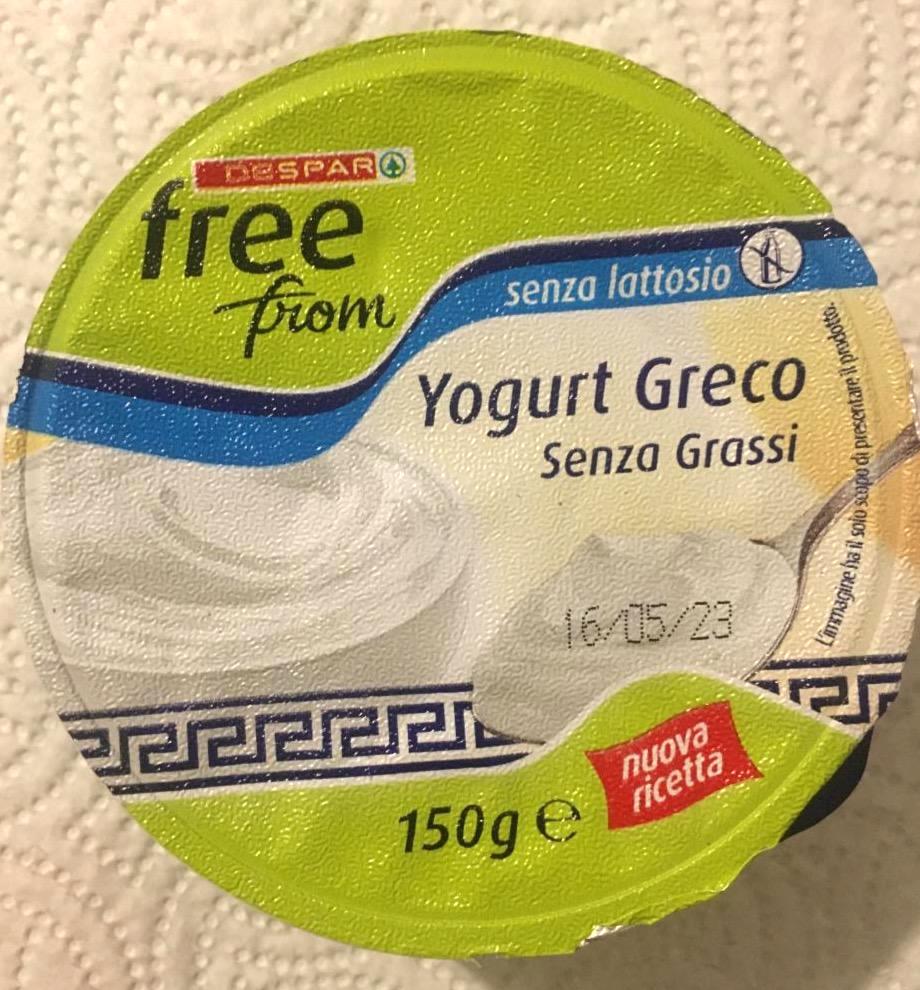 DESPAR
free
from
senza lattosio
Yogurt Greco
Senza Grassi
L'immagine ha il solo scopo di presentare il prodotto.
16/05/23
nuova
ricetta
150g e